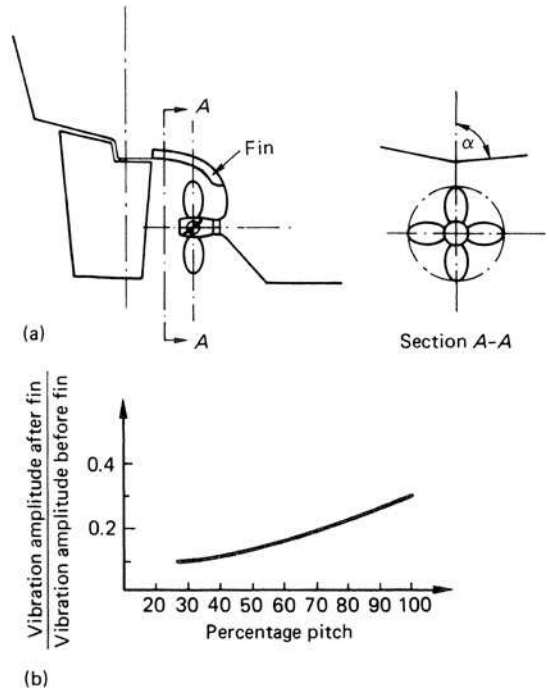 A
Fin
α
A
(a)
Section A-A
Vibration amplitude after fin
Vibration amplitude before fin
0.4
0.2
20 30 40 50 60 70 80 90 100
Percentage pitch
(b)